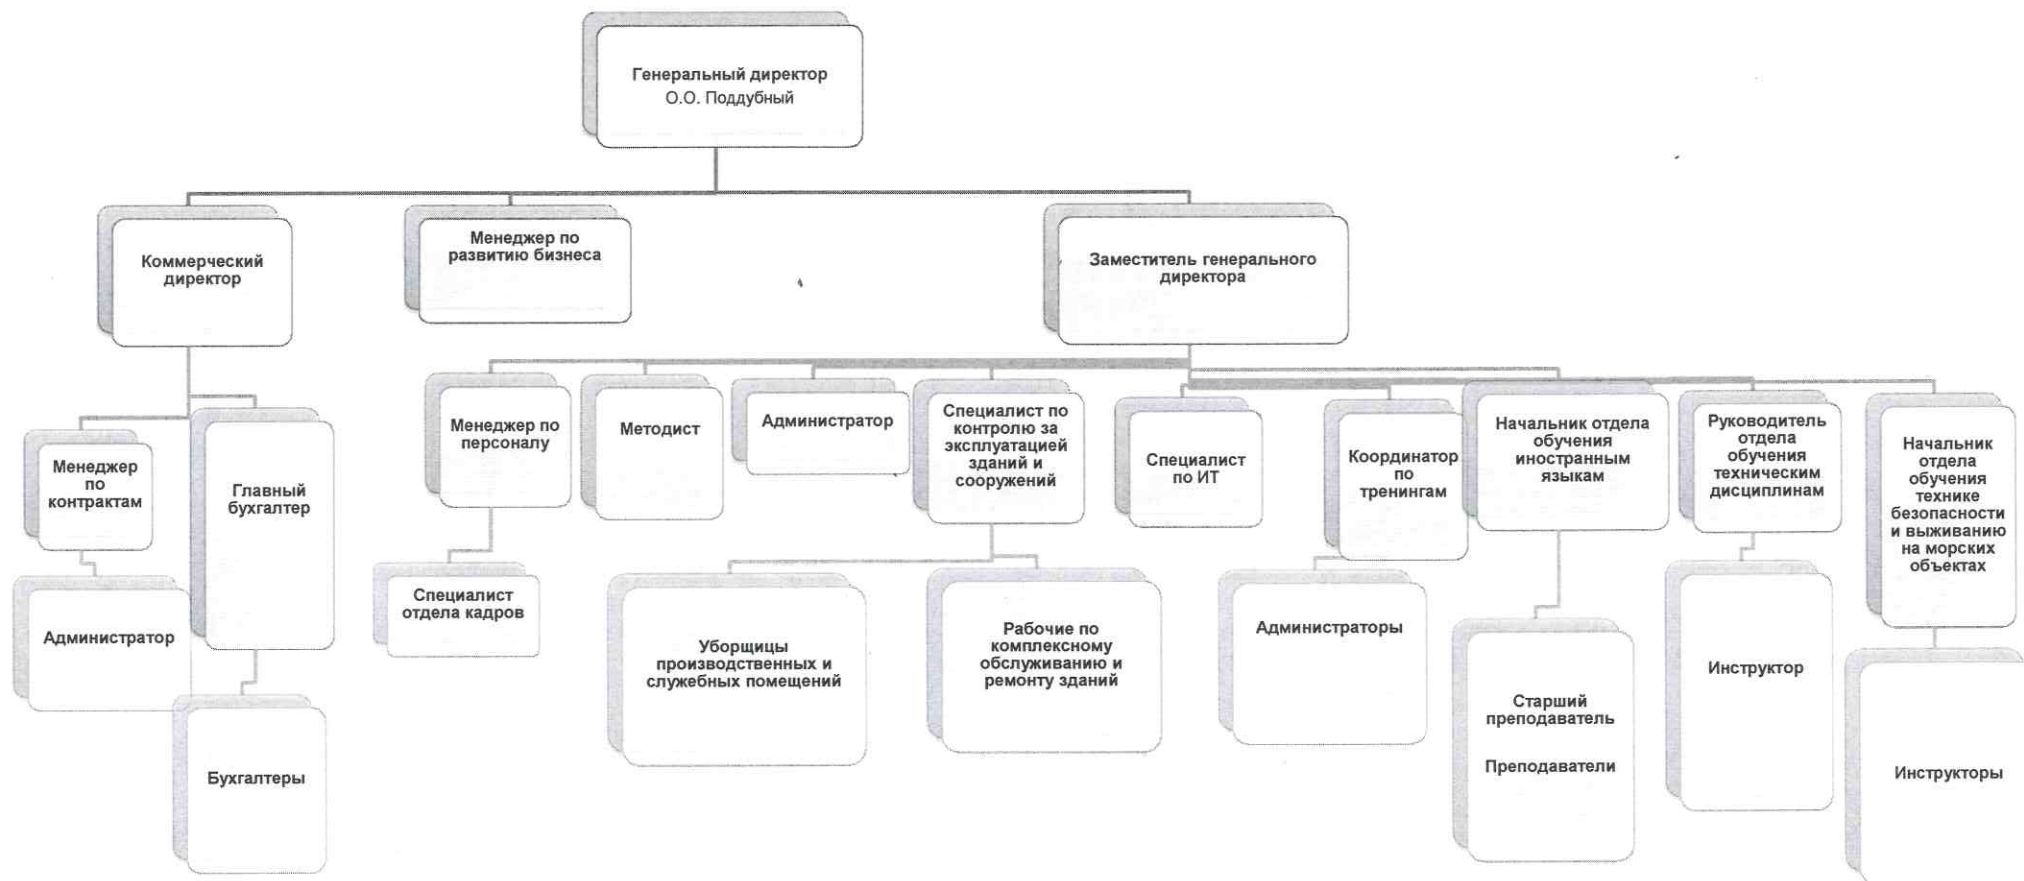 Генеральный директор
О.О. Поддубный
Коммерческий
директор
Менеджер по
развитию бизнеса
Заместитель генерального
директора
Менеджер
по
контрактам
Главный
бухгалтер
Менеджер по
персоналу
Методист
Администратор
Специалист по
контролю за
эксплуатацией
зданий и
сооружений
Специалист
по ИТ
Координатор
по
тренингам
Начальник отдела
обучения
иностранным
языкам
Руководитель
отдела
обучения
техническим
дисциплинам
Начальник
отдела
обучения
технике
безопасности
и выживанию
на морских
объектах
Администратор
Бухгалтеры
Специалист
отдела кадров
Уборщицы
производственных и
служебных помещений
Рабочие по
комплексному
обслуживанию и
ремонту зданий
Администраторы
Старший
преподаватель
Преподаватели
Инструктор
Инструкторы